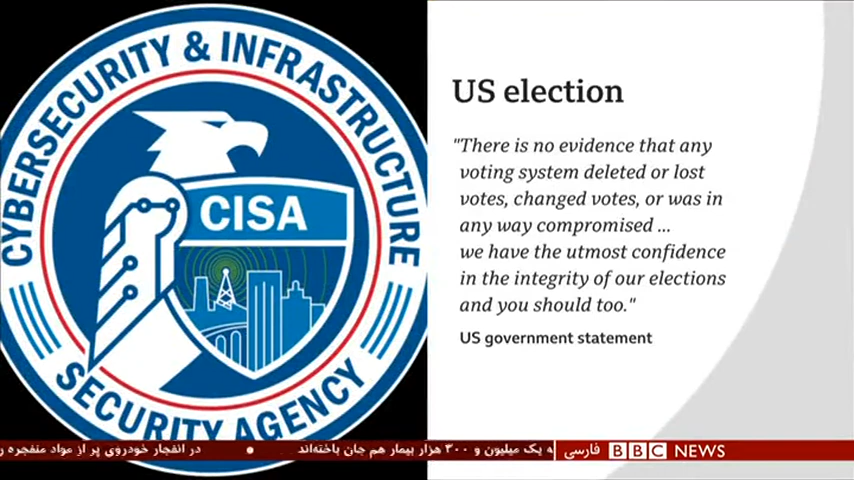 CYBERSECURITY & INFRASTRUCTURE
SECURITY AGENCY
CISA
US election
"There is no evidence that any
voting system deleted or lost
votes, changed votes, or was in
any way compromised ...
we have the utmost confidence
in the integrity of our elections
and you should too."
US government statement
فارسی BBC NEWS
ه یک میلیون و ۳۰۰ هزار بیمار هم جان باخته‌اند • در انفجار خودروی پر از مواد منفجره